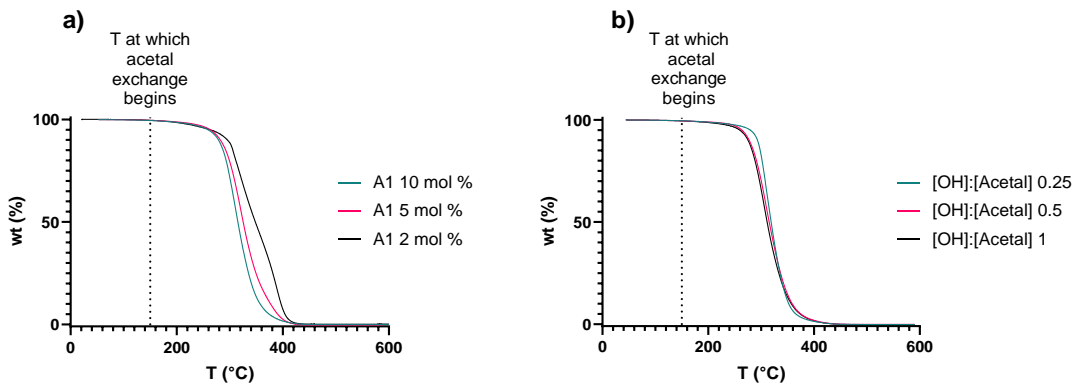 a)
T at which
acetal
exchange
begins
100
50
0
wt (%)
0
200
400
600
T (°C)
A1 10 mol %
A1 5 mol %
A1 2 mol %
b)
T at which
acetal
exchange
begins
100
50
0
wt (%)
0
200
400
600
T (°C)
[OH]:[Acetal] 0.25
[OH]:[Acetal] 0.5
[OH]:[Acetal] 1